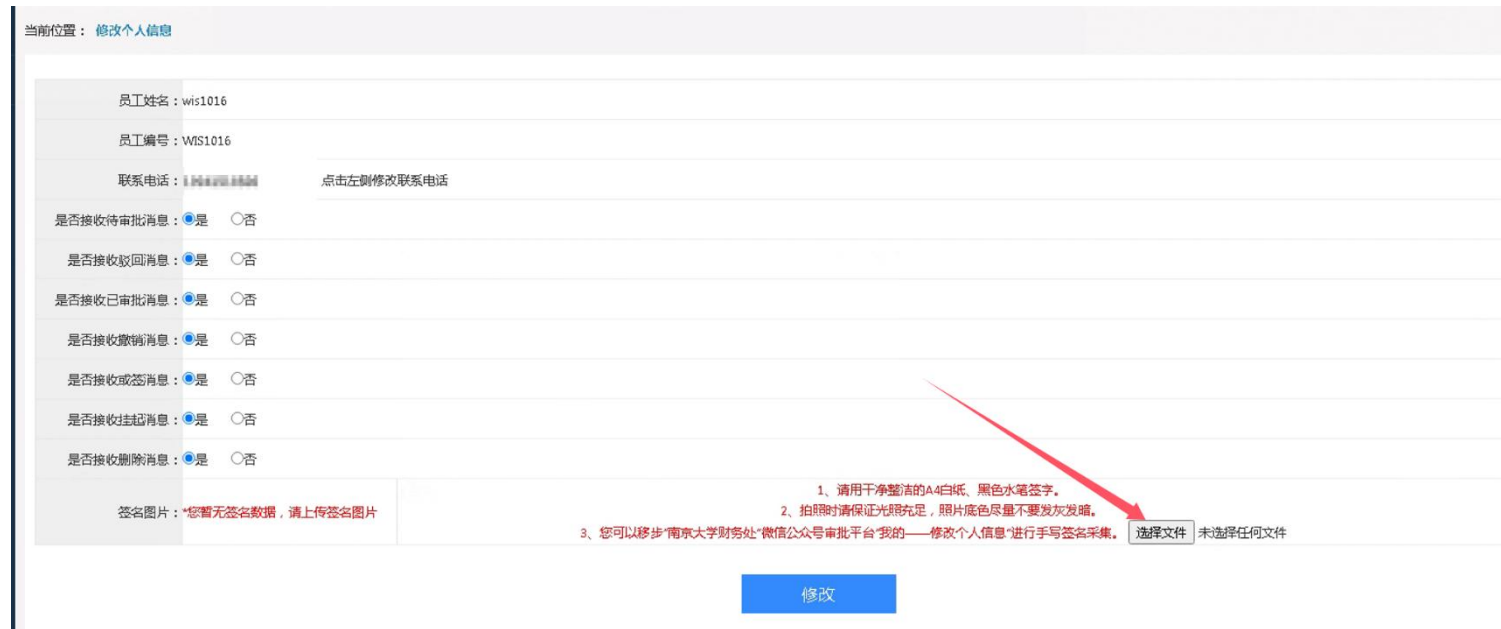 当前位置： 修改个人信息
员工姓名：wis1016
员工编号：WIS1016
联系电话： 点击左侧修改联系电话
是否接收待审批消息：是 否
是否接收驳回消息：是 否
是否接收已审批消息：是 否
是否接收撤销消息：是 否
是否接收或签消息：是 否
是否接收挂起消息：是 否
是否接收删除消息：是 否
1、请用干净整洁的A4白纸、黑色水笔签字。
签名图片：*您暂无签名数据，请上传签名图片 2、拍照时请保证光照充足，照片底色尽量不要发灰发暗。
3、您可以移步“南京大学财务处”微信公众号审批平台“我的——修改个人信息”进行手写签名采集。 选择文件 未选择任何文件
修改